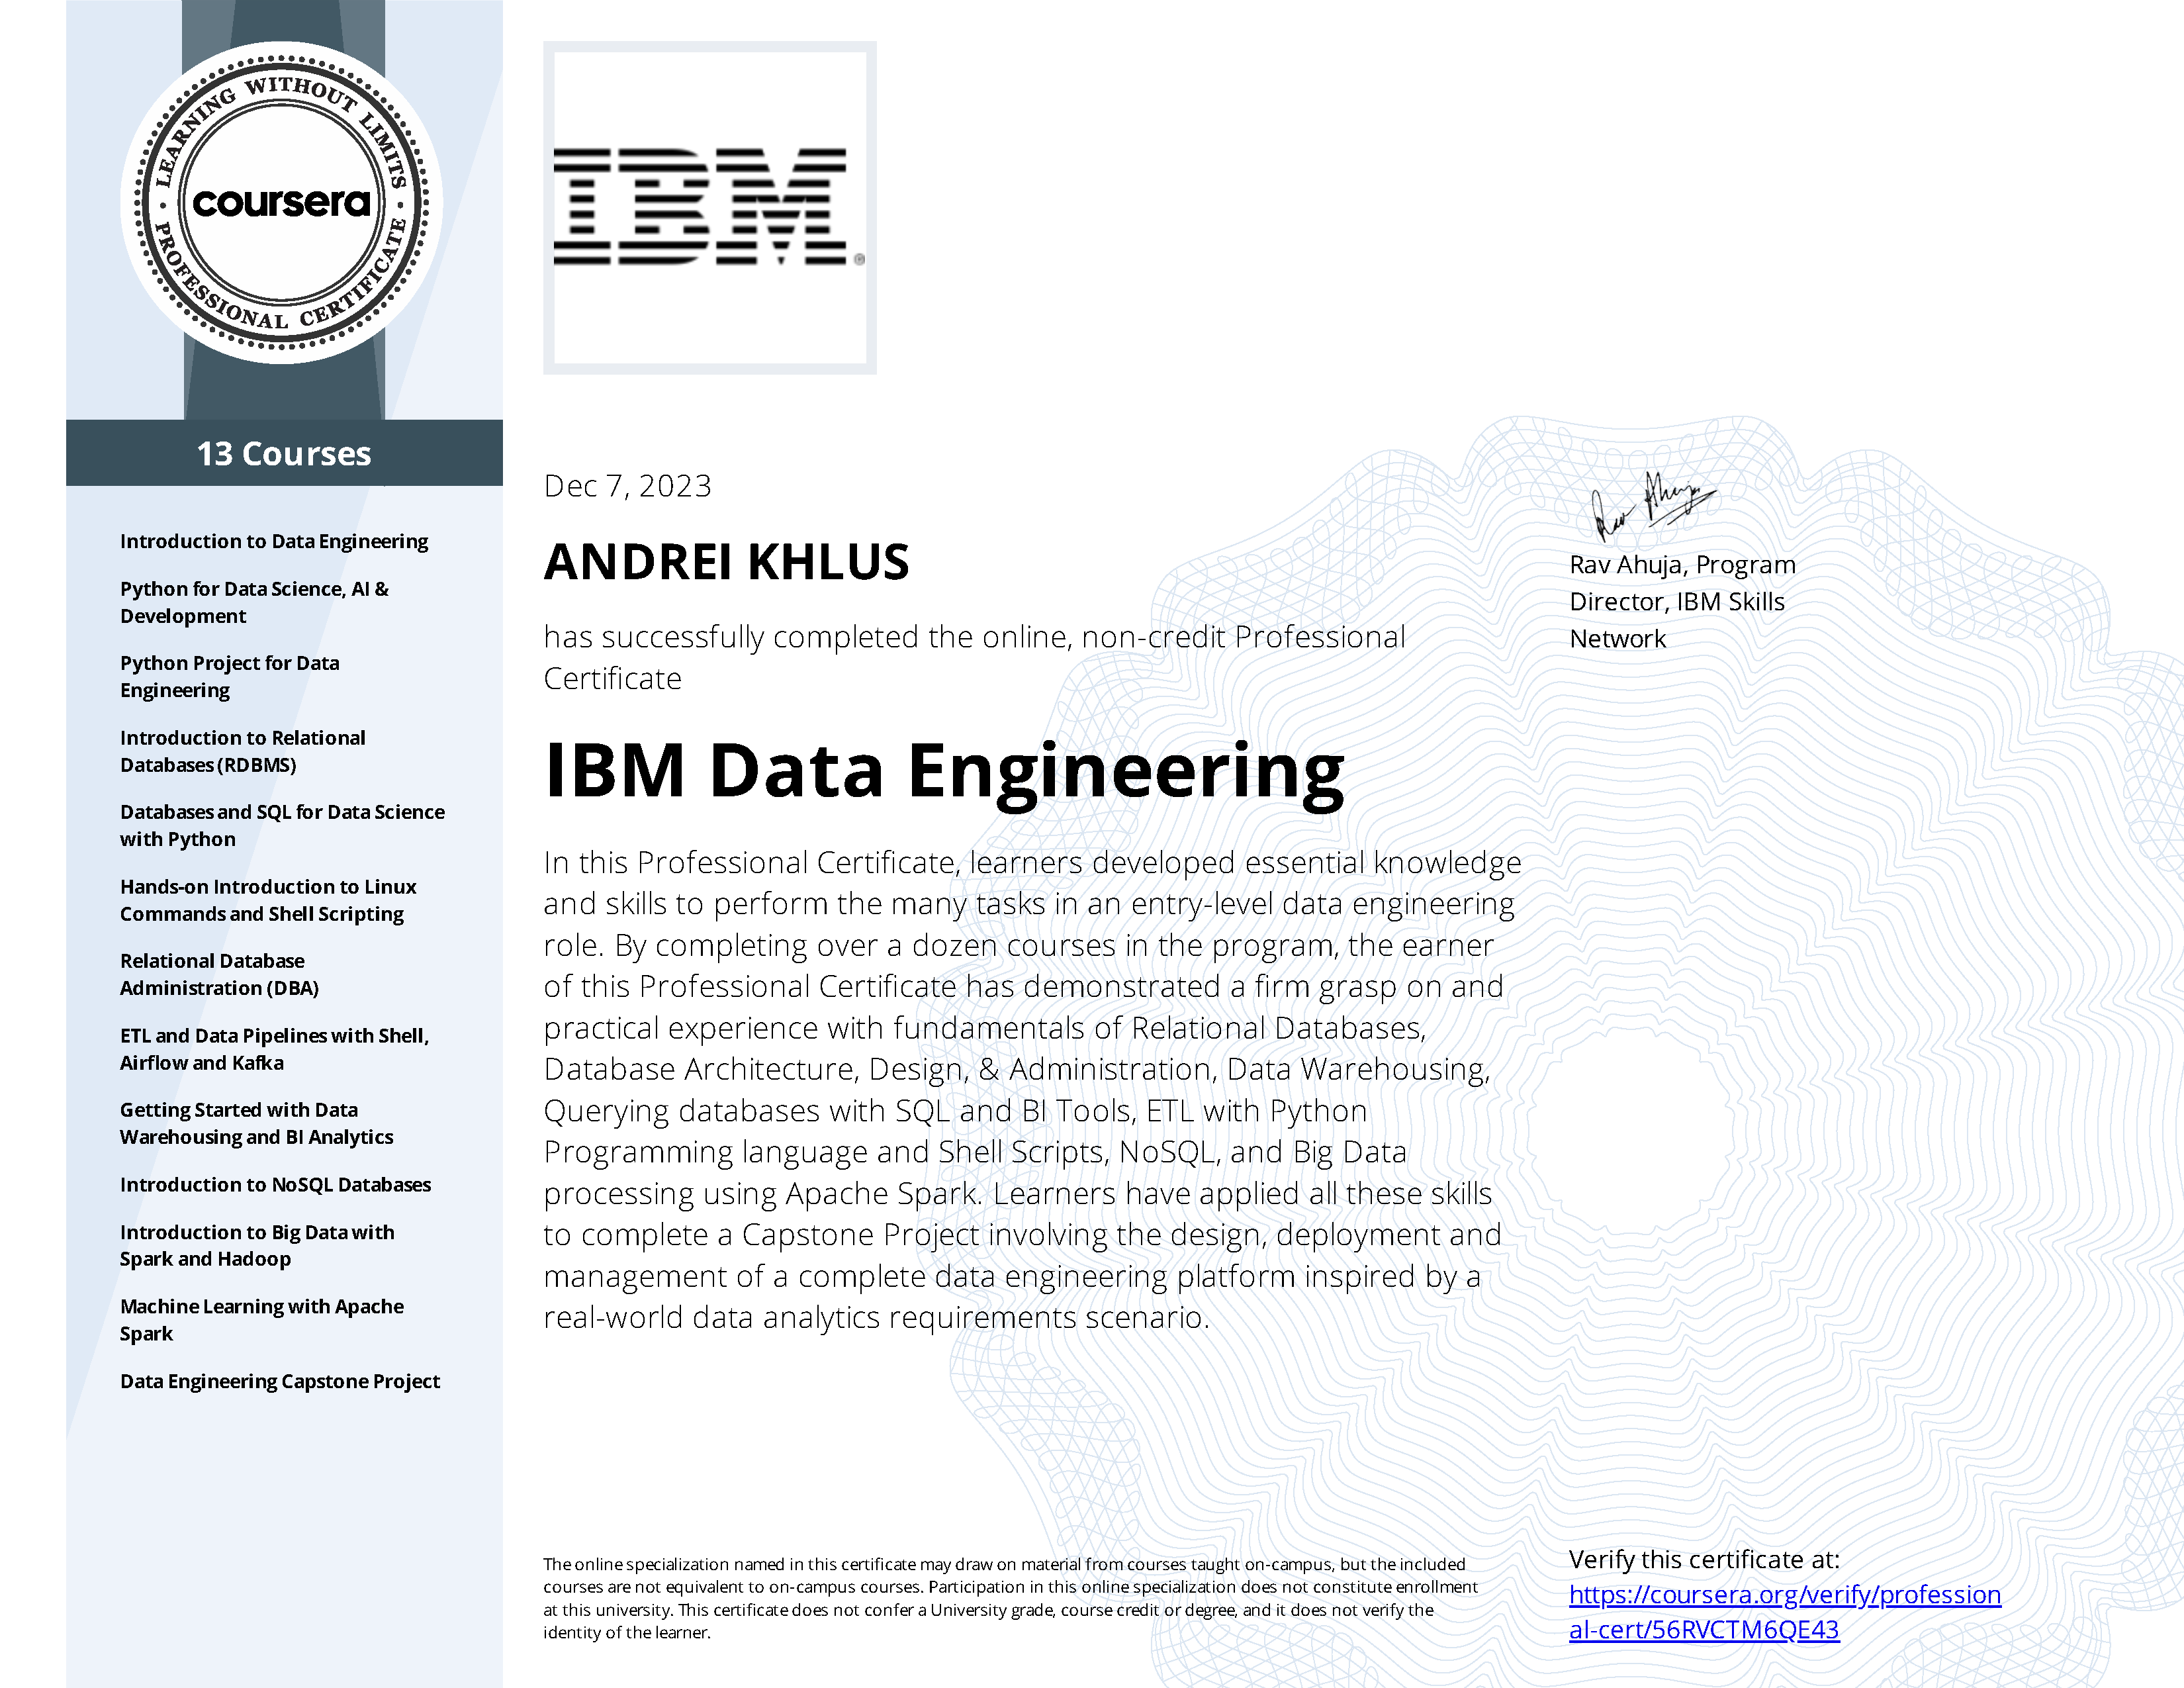 LEARNING WITHOUT LIMITS
coursera
PROFESSIONAL CERTIFICATE
13 Courses
Introduction to Data Engineering
Python for Data Science, AI &
Development
Python Project for Data
Engineering
Introduction to Relational
Databases (RDBMS)
Databases and SQL for Data Science
with Python
Hands-on Introduction to Linux
Commands and Shell Scripting
Relational Database
Administration (DBA)
ETL and Data Pipelines with Shell,
Airflow and Kafka
Getting Started with Data
Warehousing and BI Analytics
Introduction to NoSQL Databases
Introduction to Big Data with
Spark and Hadoop
Machine Learning with Apache
Spark
Data Engineering Capstone Project
IBM®
Dec 7, 2023
ANDREI KHLUS
has successfully completed the online, non-credit Professional
Certificate
IBM Data Engineering
In this Professional Certificate, learners developed essential knowledge
and skills to perform the many tasks in an entry-level data engineering
role. By completing over a dozen courses in the program, the earner
of this Professional Certificate has demonstrated a firm grasp on and
practical experience with fundamentals of Relational Databases,
Database Architecture, Design, & Administration, Data Warehousing,
Querying databases with SQL and BI Tools, ETL with Python
Programming language and Shell Scripts, NoSQL, and Big Data
processing using Apache Spark. Learners have applied all these skills
to complete a Capstone Project involving the design, deployment and
management of a complete data engineering platform inspired by a
real-world data analytics requirements scenario.
The online specialization named in this certificate may draw on material from courses taught on-campus, but the included
courses are not equivalent to on-campus courses. Participation in this online specialization does not constitute enrollment
at this university. This certificate does not confer a University grade, course credit or degree, and it does not verify the
identity of the learner.
Rav Ahuja
Rav Ahuja, Program
Director, IBM Skills
Network
Verify this certificate at:
https://coursera.org/verify/profession
al-cert/56RVCTM6QE43